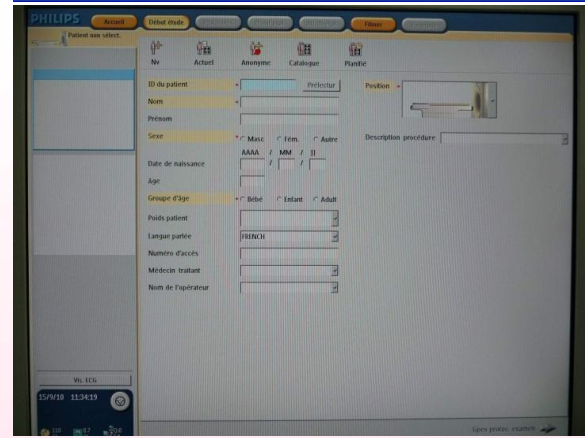 PHILIPS Accueil Début étude Filmer
Patient non sélect.
Nv Actuel Anonyme Catalogue Planifié
ID du patient Prélectur Position
Nom
Prénom
Sexe Masc Fém. Autre Description procédure
AAAA / MM / JJ
Date de naissance / /
Âge
Groupe d'âge Bébé Enfant Adult
Poids patient
Langue parlée FRENCH
Numéro d'accès
Médecin traitant
Nom de l'opérateur
Vis. ECG
15/9/10 11:34:19